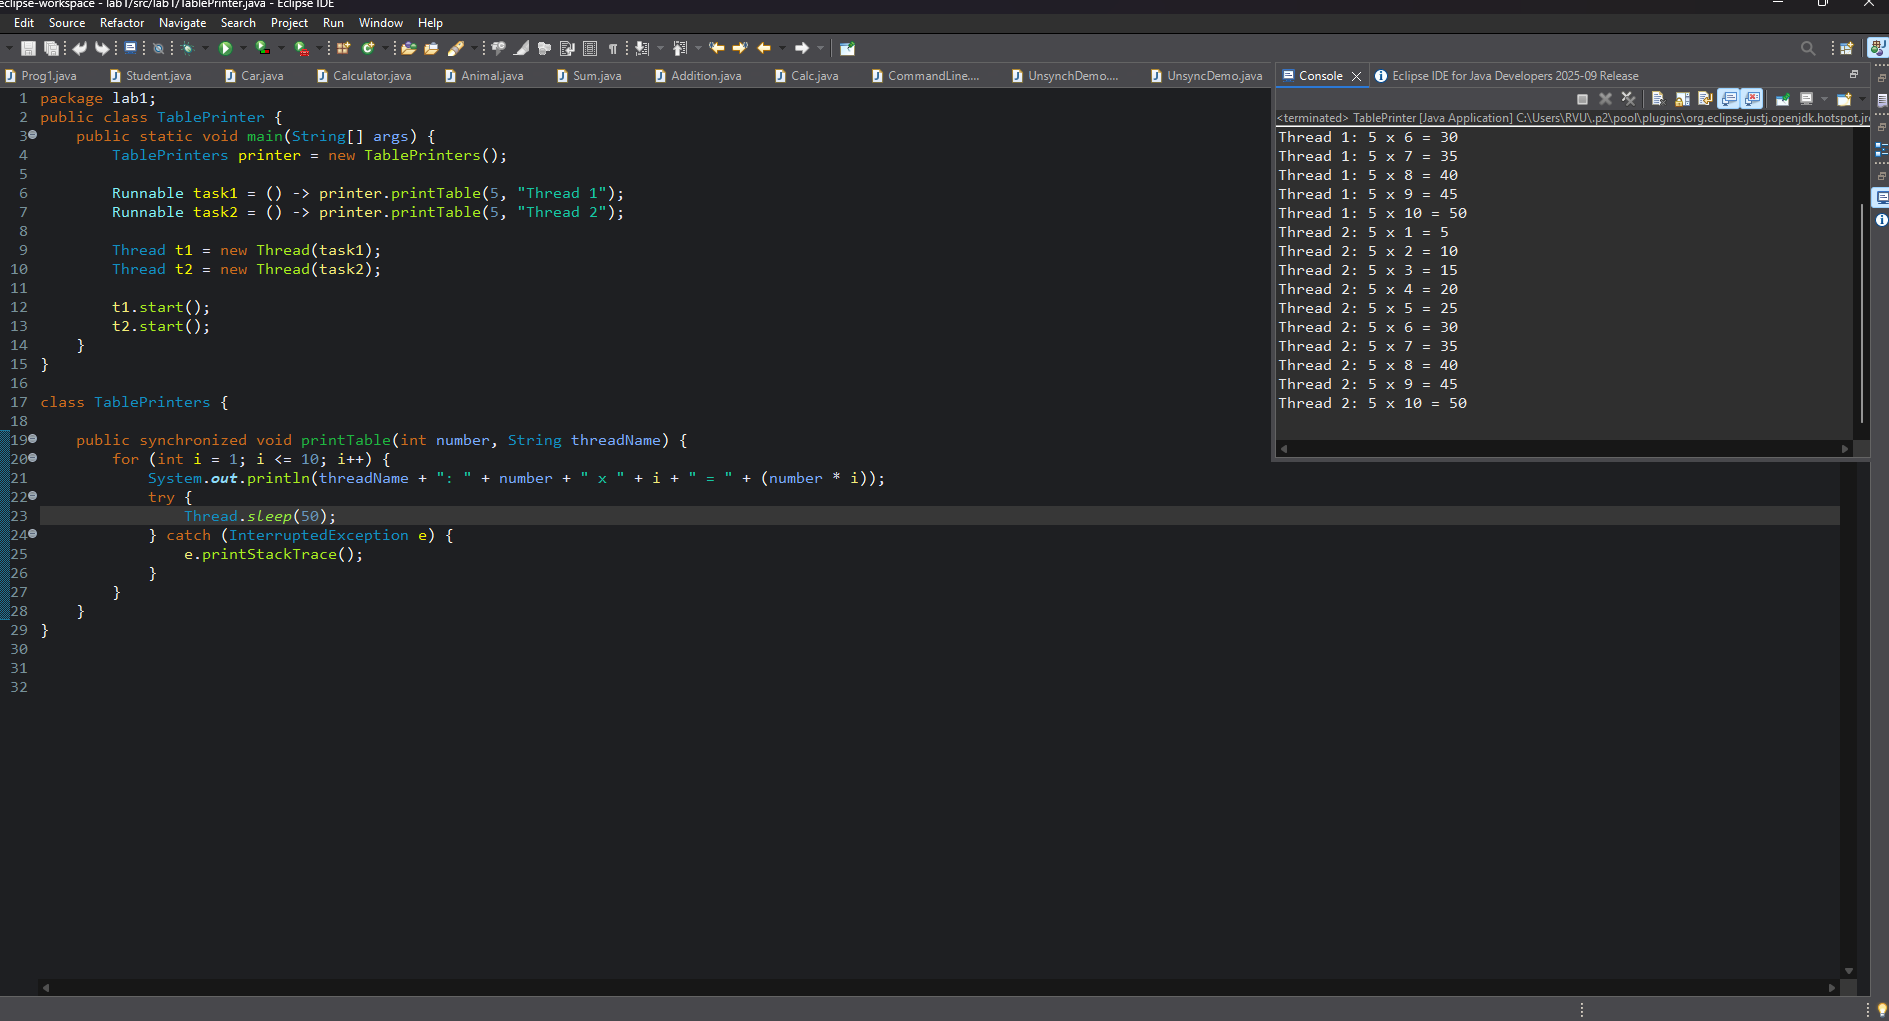 eclipse-workspace - lab1/src/lab1/TablePrinter.java - Eclipse IDE
Edit Source Refactor Navigate Search Project Run Window Help
Prog1.java Student.java Car.java Calculator.java Animal.java Sum.java Addition.java Calc.java CommandLine.... UnsynchDemo.... UnsyncDemo.java
1 package lab1;
2 public class TablePrinter {
3 public static void main(String[] args) {
4 TablePrinters printer = new TablePrinters();
5
6 Runnable task1 = () -> printer.printTable(5, "Thread 1");
7 Runnable task2 = () -> printer.printTable(5, "Thread 2");
8
9 Thread t1 = new Thread(task1);
10 Thread t2 = new Thread(task2);
11
12 t1.start();
13 t2.start();
14 }
15 }
16
17 class TablePrinters {
18
19 public synchronized void printTable(int number, String threadName) {
20 for (int i = 1; i <= 10; i++) {
21 System.out.println(threadName + ": " + number + " x " + i + " = " + (number * i));
22 try {
23 Thread.sleep(50);
24 } catch (InterruptedException e) {
25 e.printStackTrace();
26 }
27 }
28 }
29 }
30
31
32
Console Eclipse IDE for Java Developers 2025-09 Release
<terminated> TablePrinter [Java Application] C:\Users\RVU\.p2\pool\plugins\org.eclipse.justj.openjdk.hotspot.jr
Thread 1: 5 x 6 = 30
Thread 1: 5 x 7 = 35
Thread 1: 5 x 8 = 40
Thread 1: 5 x 9 = 45
Thread 1: 5 x 10 = 50
Thread 2: 5 x 1 = 5
Thread 2: 5 x 2 = 10
Thread 2: 5 x 3 = 15
Thread 2: 5 x 4 = 20
Thread 2: 5 x 5 = 25
Thread 2: 5 x 6 = 30
Thread 2: 5 x 7 = 35
Thread 2: 5 x 8 = 40
Thread 2: 5 x 9 = 45
Thread 2: 5 x 10 = 50